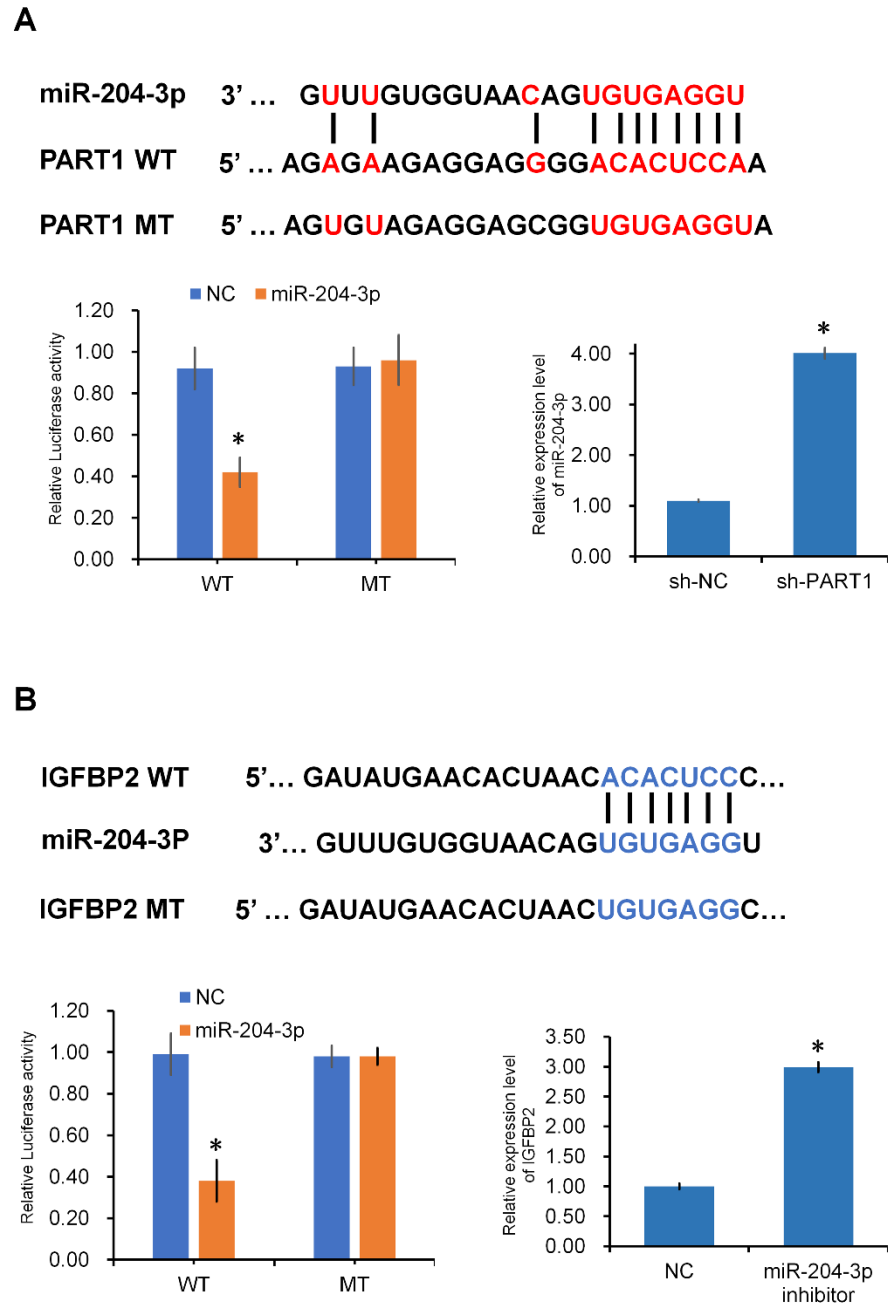 A
miR-204-3p 3’ … GUUUGUGGUAACAGUGUGAGGU
PART1 WT 5’ … AGAGAAGAGGAGGGGACACUCCAA
PART1 MT 5’ … AGUGUAGAGGAGCGGUGUGAGGUA
NC miR-204-3p
Relative Luciferase activity
1.20
1.00
0.80
0.60
0.40
0.20
0.00
*
WT MT
Relative expression level
of miR-204-3p
4.00
3.00
2.00
1.00
0.00
*
sh-NC sh-PART1
B
IGFBP2 WT 5’… GAUAUGAACACUAACACACUCCC…
miR-204-3P 3’… GUUUGUGGUAACAGUGUGAGGU
IGFBP2 MT 5’ … GAUAUGAACACUAACUGUGAGGC…
NC
miR-204-3p
Relative Luciferase activity
1.20
1.00
0.80
0.60
0.40
0.20
0.00
*
WT MT
Relative expression level
of IGFBP2
3.50
3.00
2.50
2.00
1.50
1.00
0.50
0.00
*
NC miR-204-3p
inhibitor